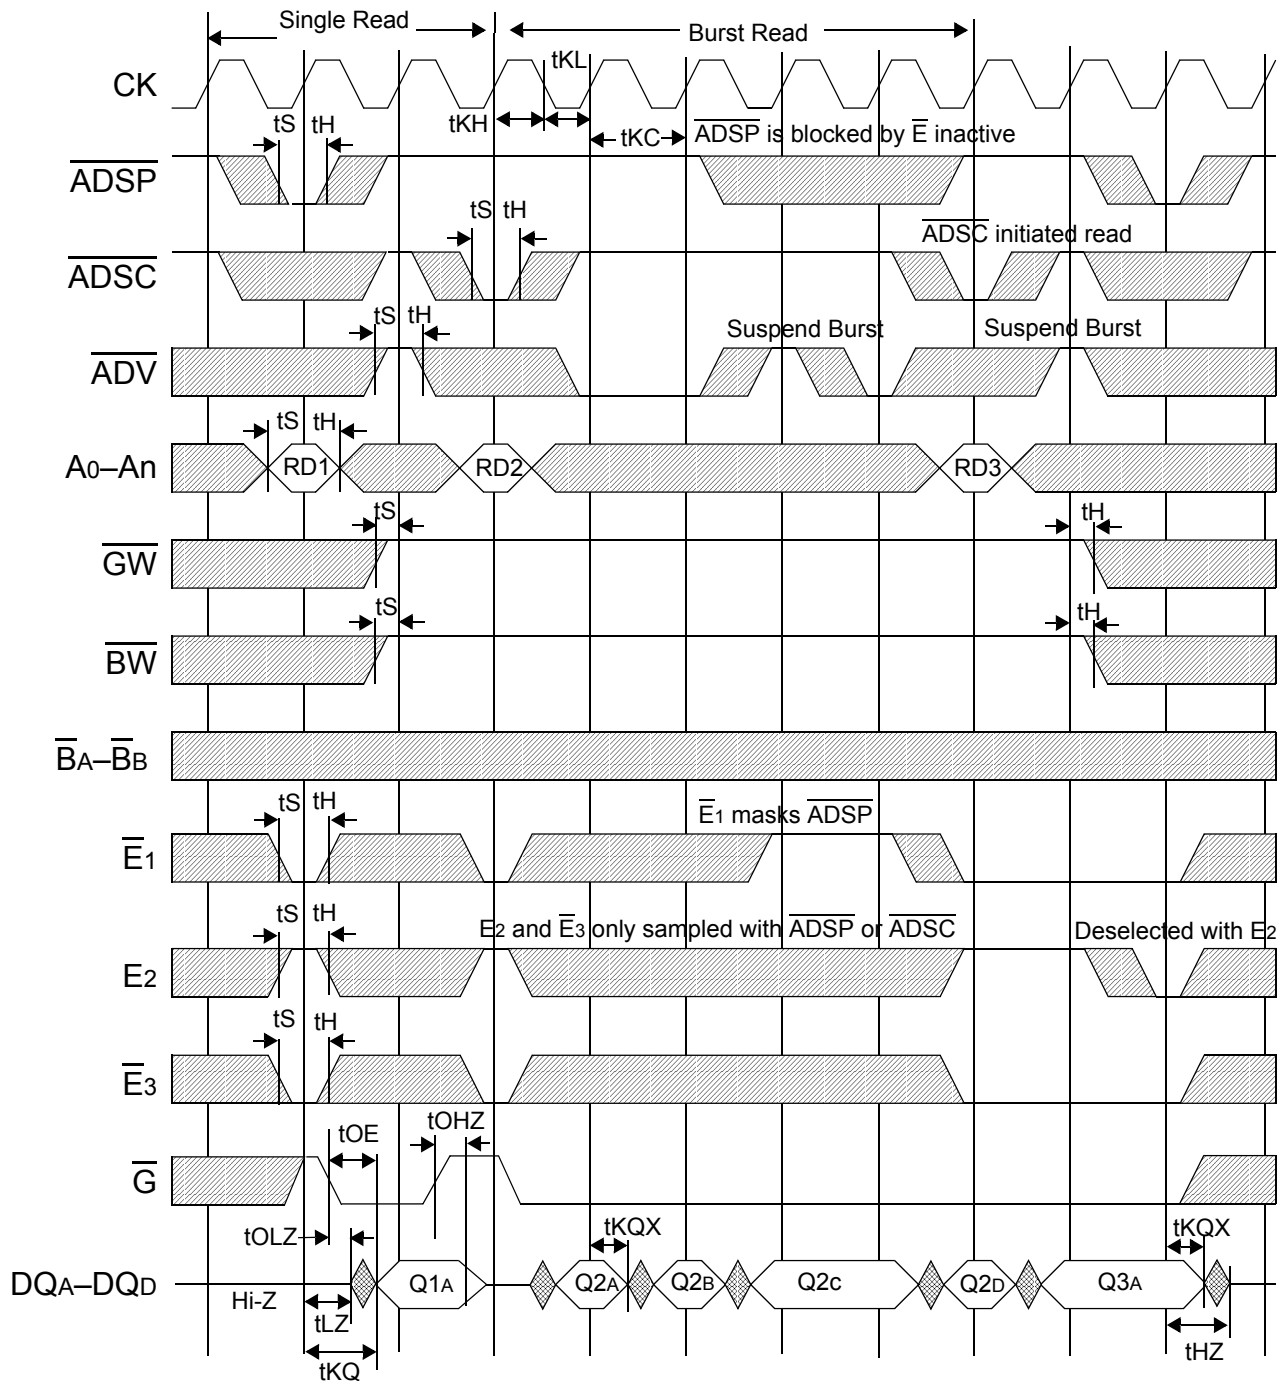 Single Read
Burst Read
CK
tKL
tKH
tKC
ADSP is blocked by E inactive
tS tH
ADSP
tS tH
ADSC initiated read
ADSC
tS tH
Suspend Burst
Suspend Burst
ADV
tS tH
A0–An
RD1
RD2
RD3
tS
tH
GW
tS
tH
BW
BA–BB
tS tH
E1 masks ADSP
E1
tS tH
E2 and E3 only sampled with ADSP or ADSC
Deselected with E2
E2
tS tH
E3
tOE
tOHZ
G
tOLZ
tKQX
tKQX
DQA–DQD
Q1A
Q2A
Q2B
Q2c
Q2D
Q3A
Hi-Z
tLZ
tHZ
tKQ